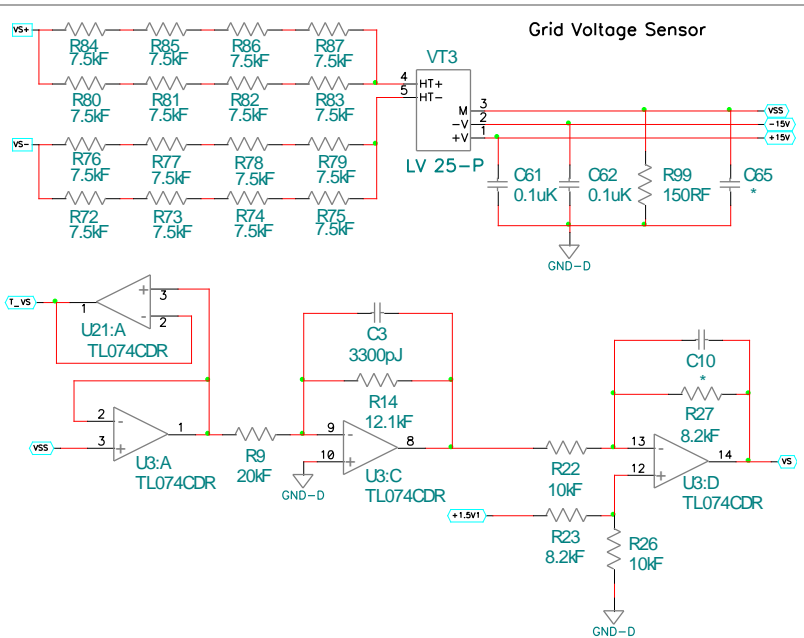 Grid Voltage Sensor
VS+
R84 R85 R86 R87
7.5kF 7.5kF 7.5kF 7.5kF
VT3
4 HT+
5 HT-
R80 R81 R82 R83
7.5kF 7.5kF 7.5kF 7.5kF
M 3
-V 2
+V 1
VSS
-15V
+15V
VS-
R76 R77 R78 R79
7.5kF 7.5kF 7.5kF 7.5kF
LV 25-P
C61 C62 R99 C65
0.1uK 0.1uK 150RF *
R72 R73 R74 R75
7.5kF 7.5kF 7.5kF 7.5kF
GND-D
T_VS
1 + 3
- 2
U21:A
TL074CDR
C3
3300pJ
R14
12.1kF
C10
*
R27
8.2kF
2 - 1
VSS 3 +
U3:A
TL074CDR
R9
20kF
9 - 8
10 +
GND-D
U3:C
TL074CDR
R22
10kF
13 -
12 + 14
VS
U3:D
TL074CDR
+1.5V1
R23
8.2kF
R26
10kF
GND-D